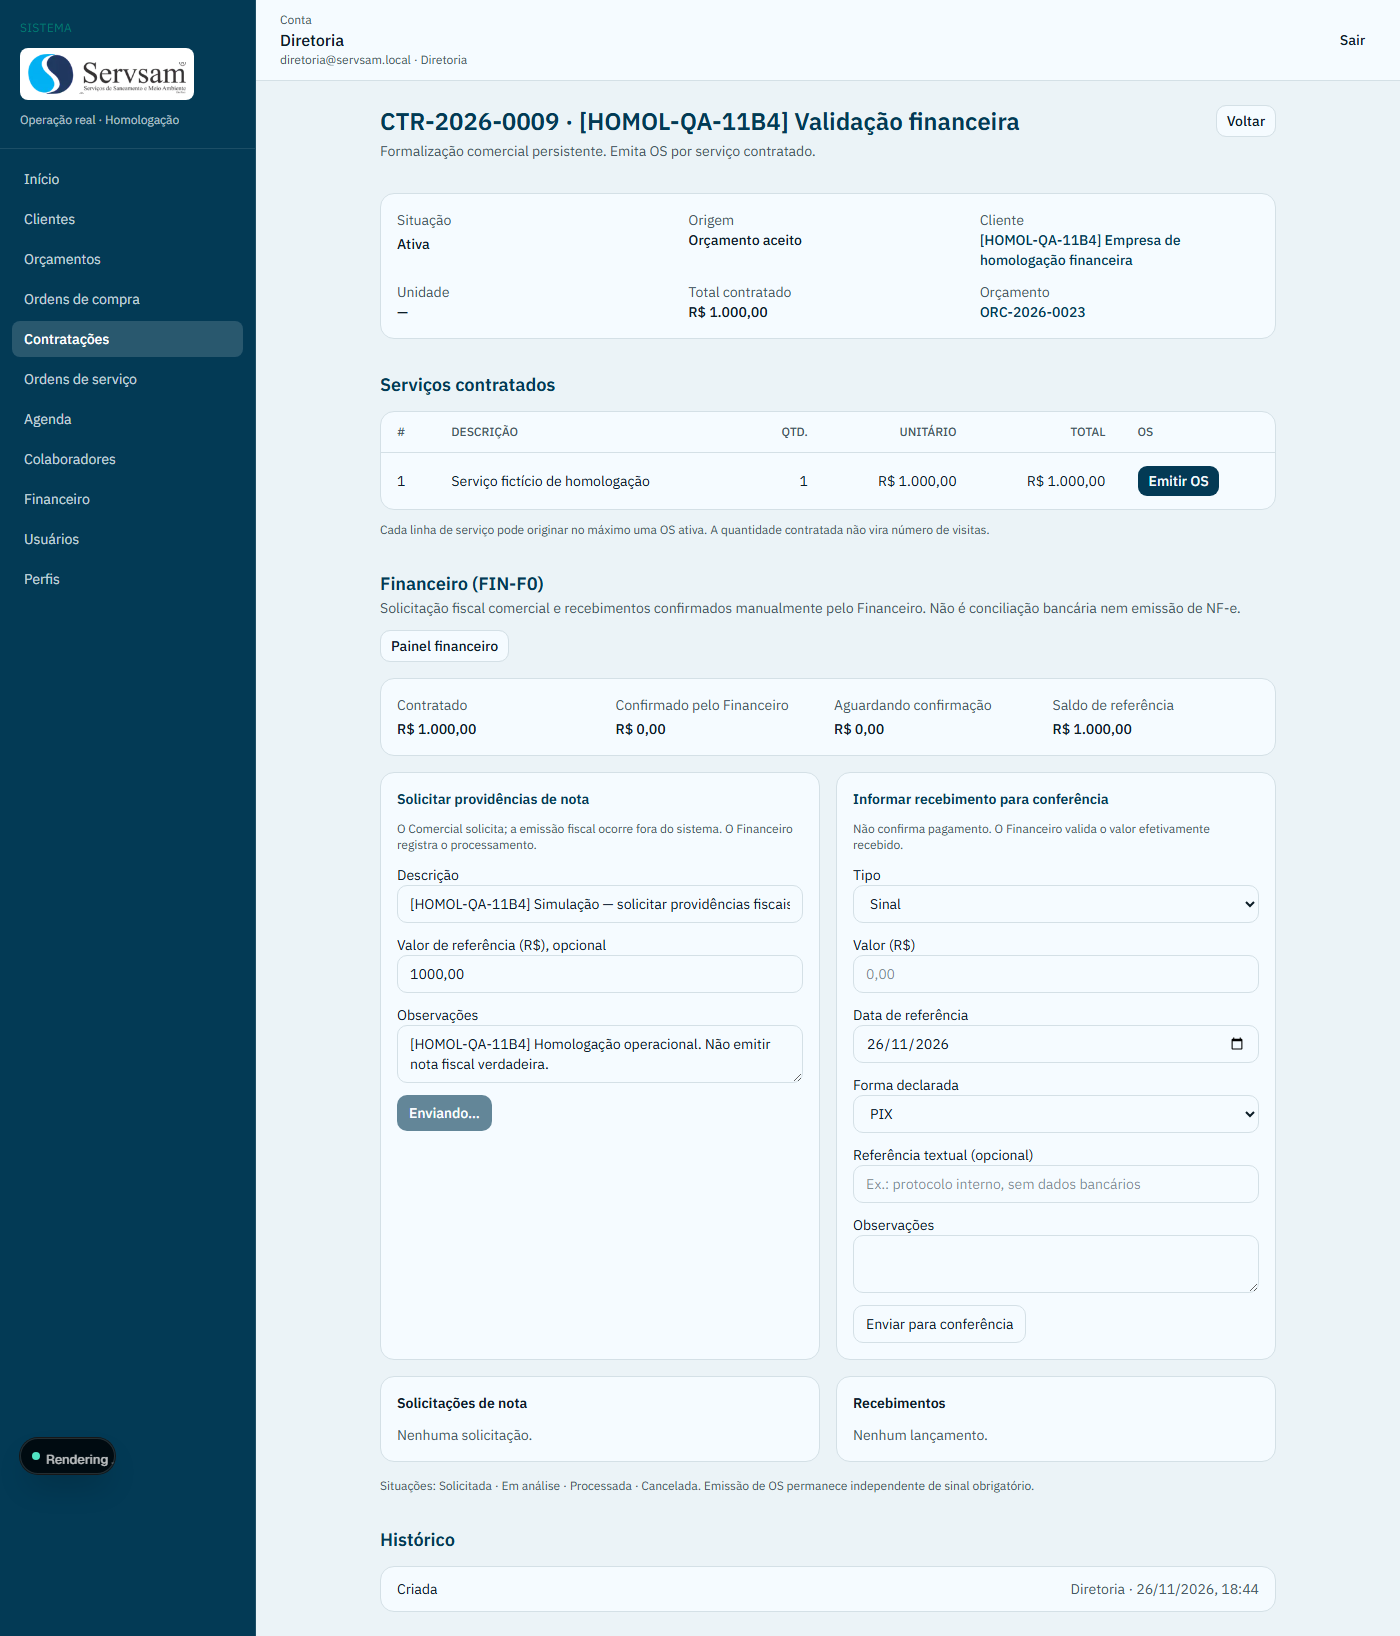 SISTEMA
Servsam
Serviços de Saneamento e Meio Ambiente
Operação real · Homologação
Início
Clientes
Orçamentos
Ordens de compra
Contratações
Ordens de serviço
Agenda
Colaboradores
Financeiro
Usuários
Perfis
Rendering
Conta
Diretoria
diretoria@servsam.local · Diretoria
Sair
CTR-2026-0009 · [HOMOL-QA-11B4] Validação financeira
Voltar
Formalização comercial persistente. Emita OS por serviço contratado.
Situação
Ativa
Origem
Orçamento aceito
Cliente
[HOMOL-QA-11B4] Empresa de
homologação financeira
Unidade
—
Total contratado
R$ 1.000,00
Orçamento
ORC-2026-0023
Serviços contratados
# DESCRIÇÃO QTD. UNITÁRIO TOTAL OS
1 Serviço fictício de homologação 1 R$ 1.000,00 R$ 1.000,00 Emitir OS
Cada linha de serviço pode originar no máximo uma OS ativa. A quantidade contratada não vira número de visitas.
Financeiro (FIN-F0)
Solicitação fiscal comercial e recebimentos confirmados manualmente pelo Financeiro. Não é conciliação bancária nem emissão de NF-e.
Painel financeiro
Contratado
R$ 1.000,00
Confirmado pelo Financeiro
R$ 0,00
Aguardando confirmação
R$ 0,00
Saldo de referência
R$ 1.000,00
Solicitar providências de nota
O Comercial solicita; a emissão fiscal ocorre fora do sistema. O Financeiro
registra o processamento.
Descrição
[HOMOL-QA-11B4] Simulação — solicitar providências fiscais
Valor de referência (R$), opcional
1000,00
Observações
[HOMOL-QA-11B4] Homologação operacional. Não emitir
nota fiscal verdadeira.
Enviando...
Informar recebimento para conferência
Não confirma pagamento. O Financeiro valida o valor efetivamente
recebido.
Tipo
Sinal
Valor (R$)
0,00
Data de referência
26/11/2026
Forma declarada
PIX
Referência textual (opcional)
Ex.: protocolo interno, sem dados bancários
Observações
Enviar para conferência
Solicitações de nota
Nenhuma solicitação.
Recebimentos
Nenhum lançamento.
Situações: Solicitada · Em análise · Processada · Cancelada. Emissão de OS permanece independente de sinal obrigatório.
Histórico
Criada
Diretoria · 26/11/2026, 18:44